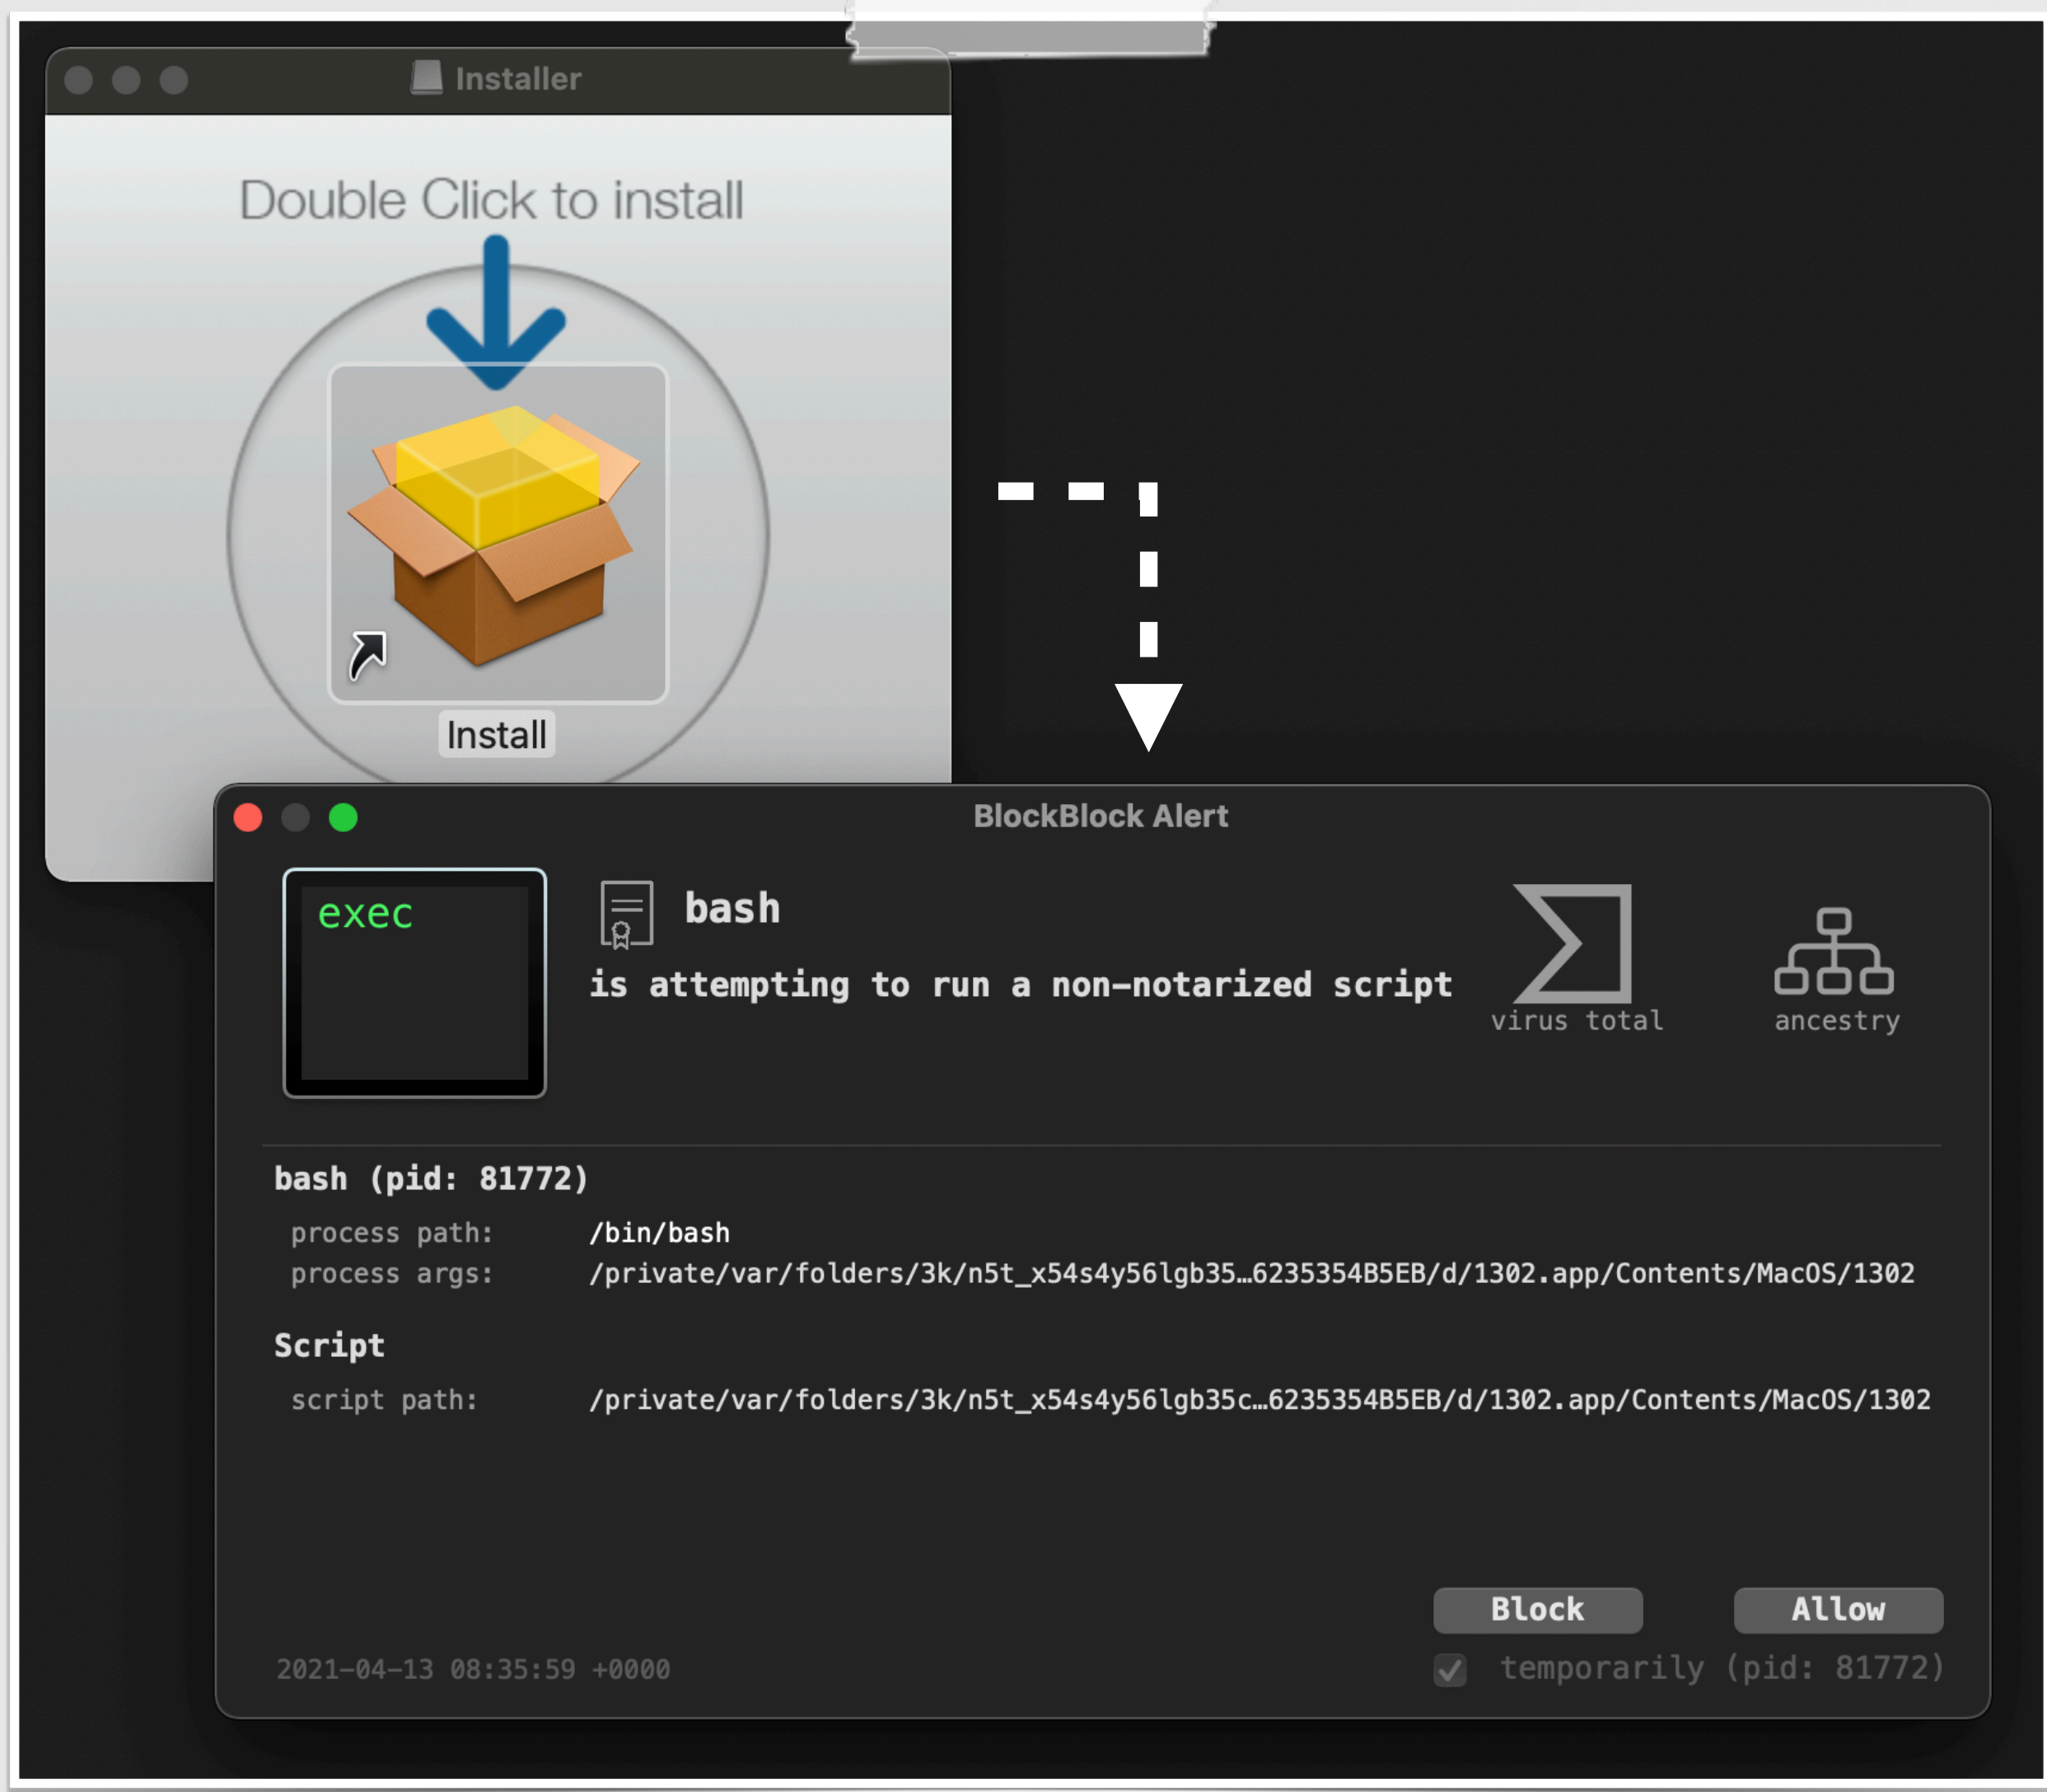 Installer
Double Click to install
Install
BlockBlock Alert
exec
bash
is attempting to run a non-notarized script
virus total
ancestry
bash (pid: 81772)
process path: /bin/bash
process args: /private/var/folders/3k/n5t_x54s4y56lgb35…6235354B5EB/d/1302.app/Contents/MacOS/1302
Script
script path: /private/var/folders/3k/n5t_x54s4y56lgb35c…6235354B5EB/d/1302.app/Contents/MacOS/1302
Block
Allow
2021-04-13 08:35:59 +0000
temporarily (pid: 81772)